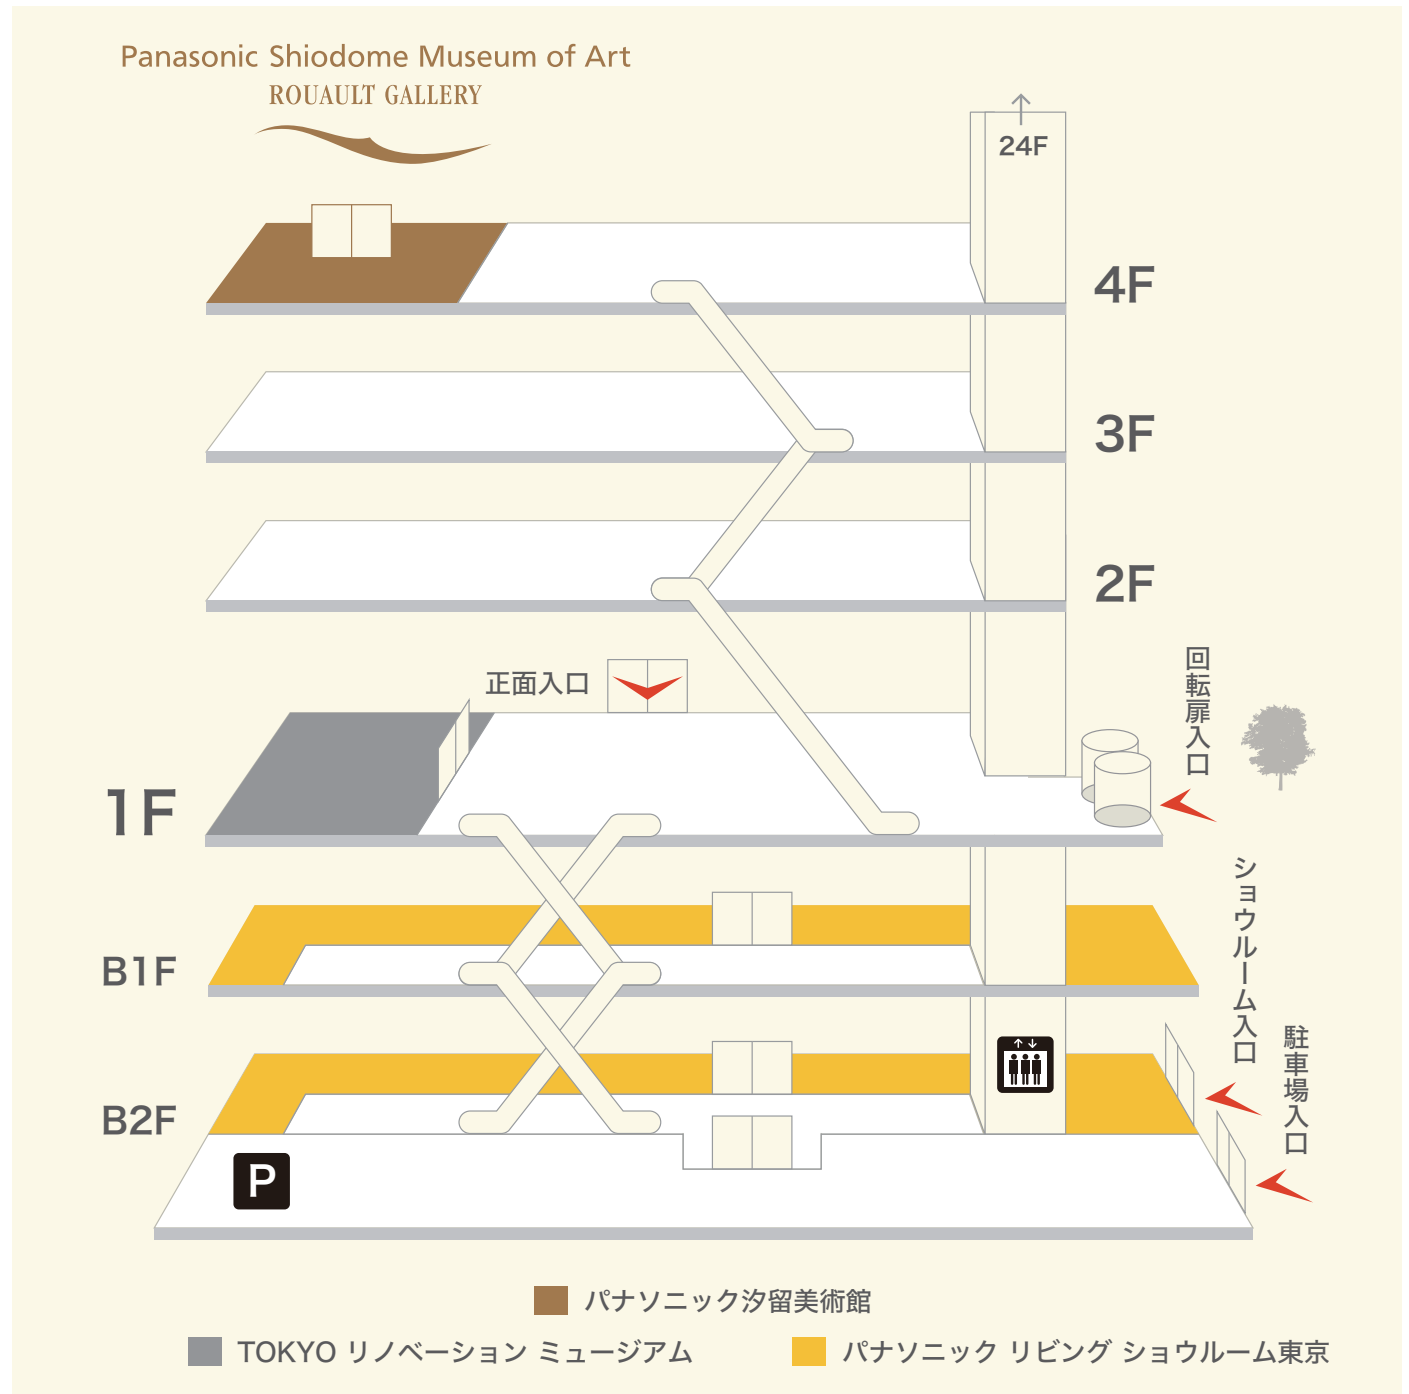 Panasonic Shiodome Museum of Art
ROUAULT GALLERY
24F
4F
3F
2F
正面入口
回転扉入口
1F
ショウルーム入口
B1F
駐車場入口
B2F
P
パナソニック汐留美術館
TOKYO リノベーション ミュージアム
パナソニック リビング ショウルーム東京